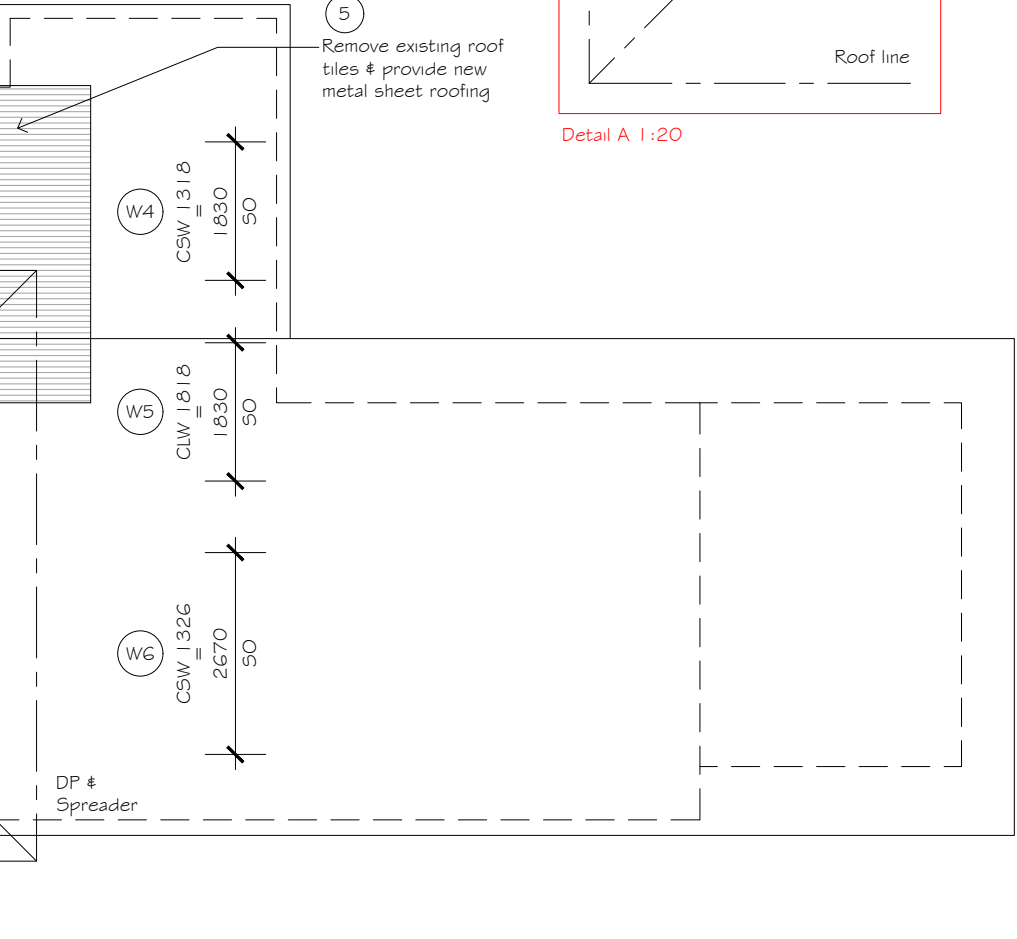 5
Remove existing roof
tiles & provide new
metal sheet roofing
Roof line
Detail A 1:20
W4
CSW 1318
=
1830
SO
W5
CLW 1818
=
1830
SO
W6
CSW 1326
=
2670
SO
DP &
Spreader